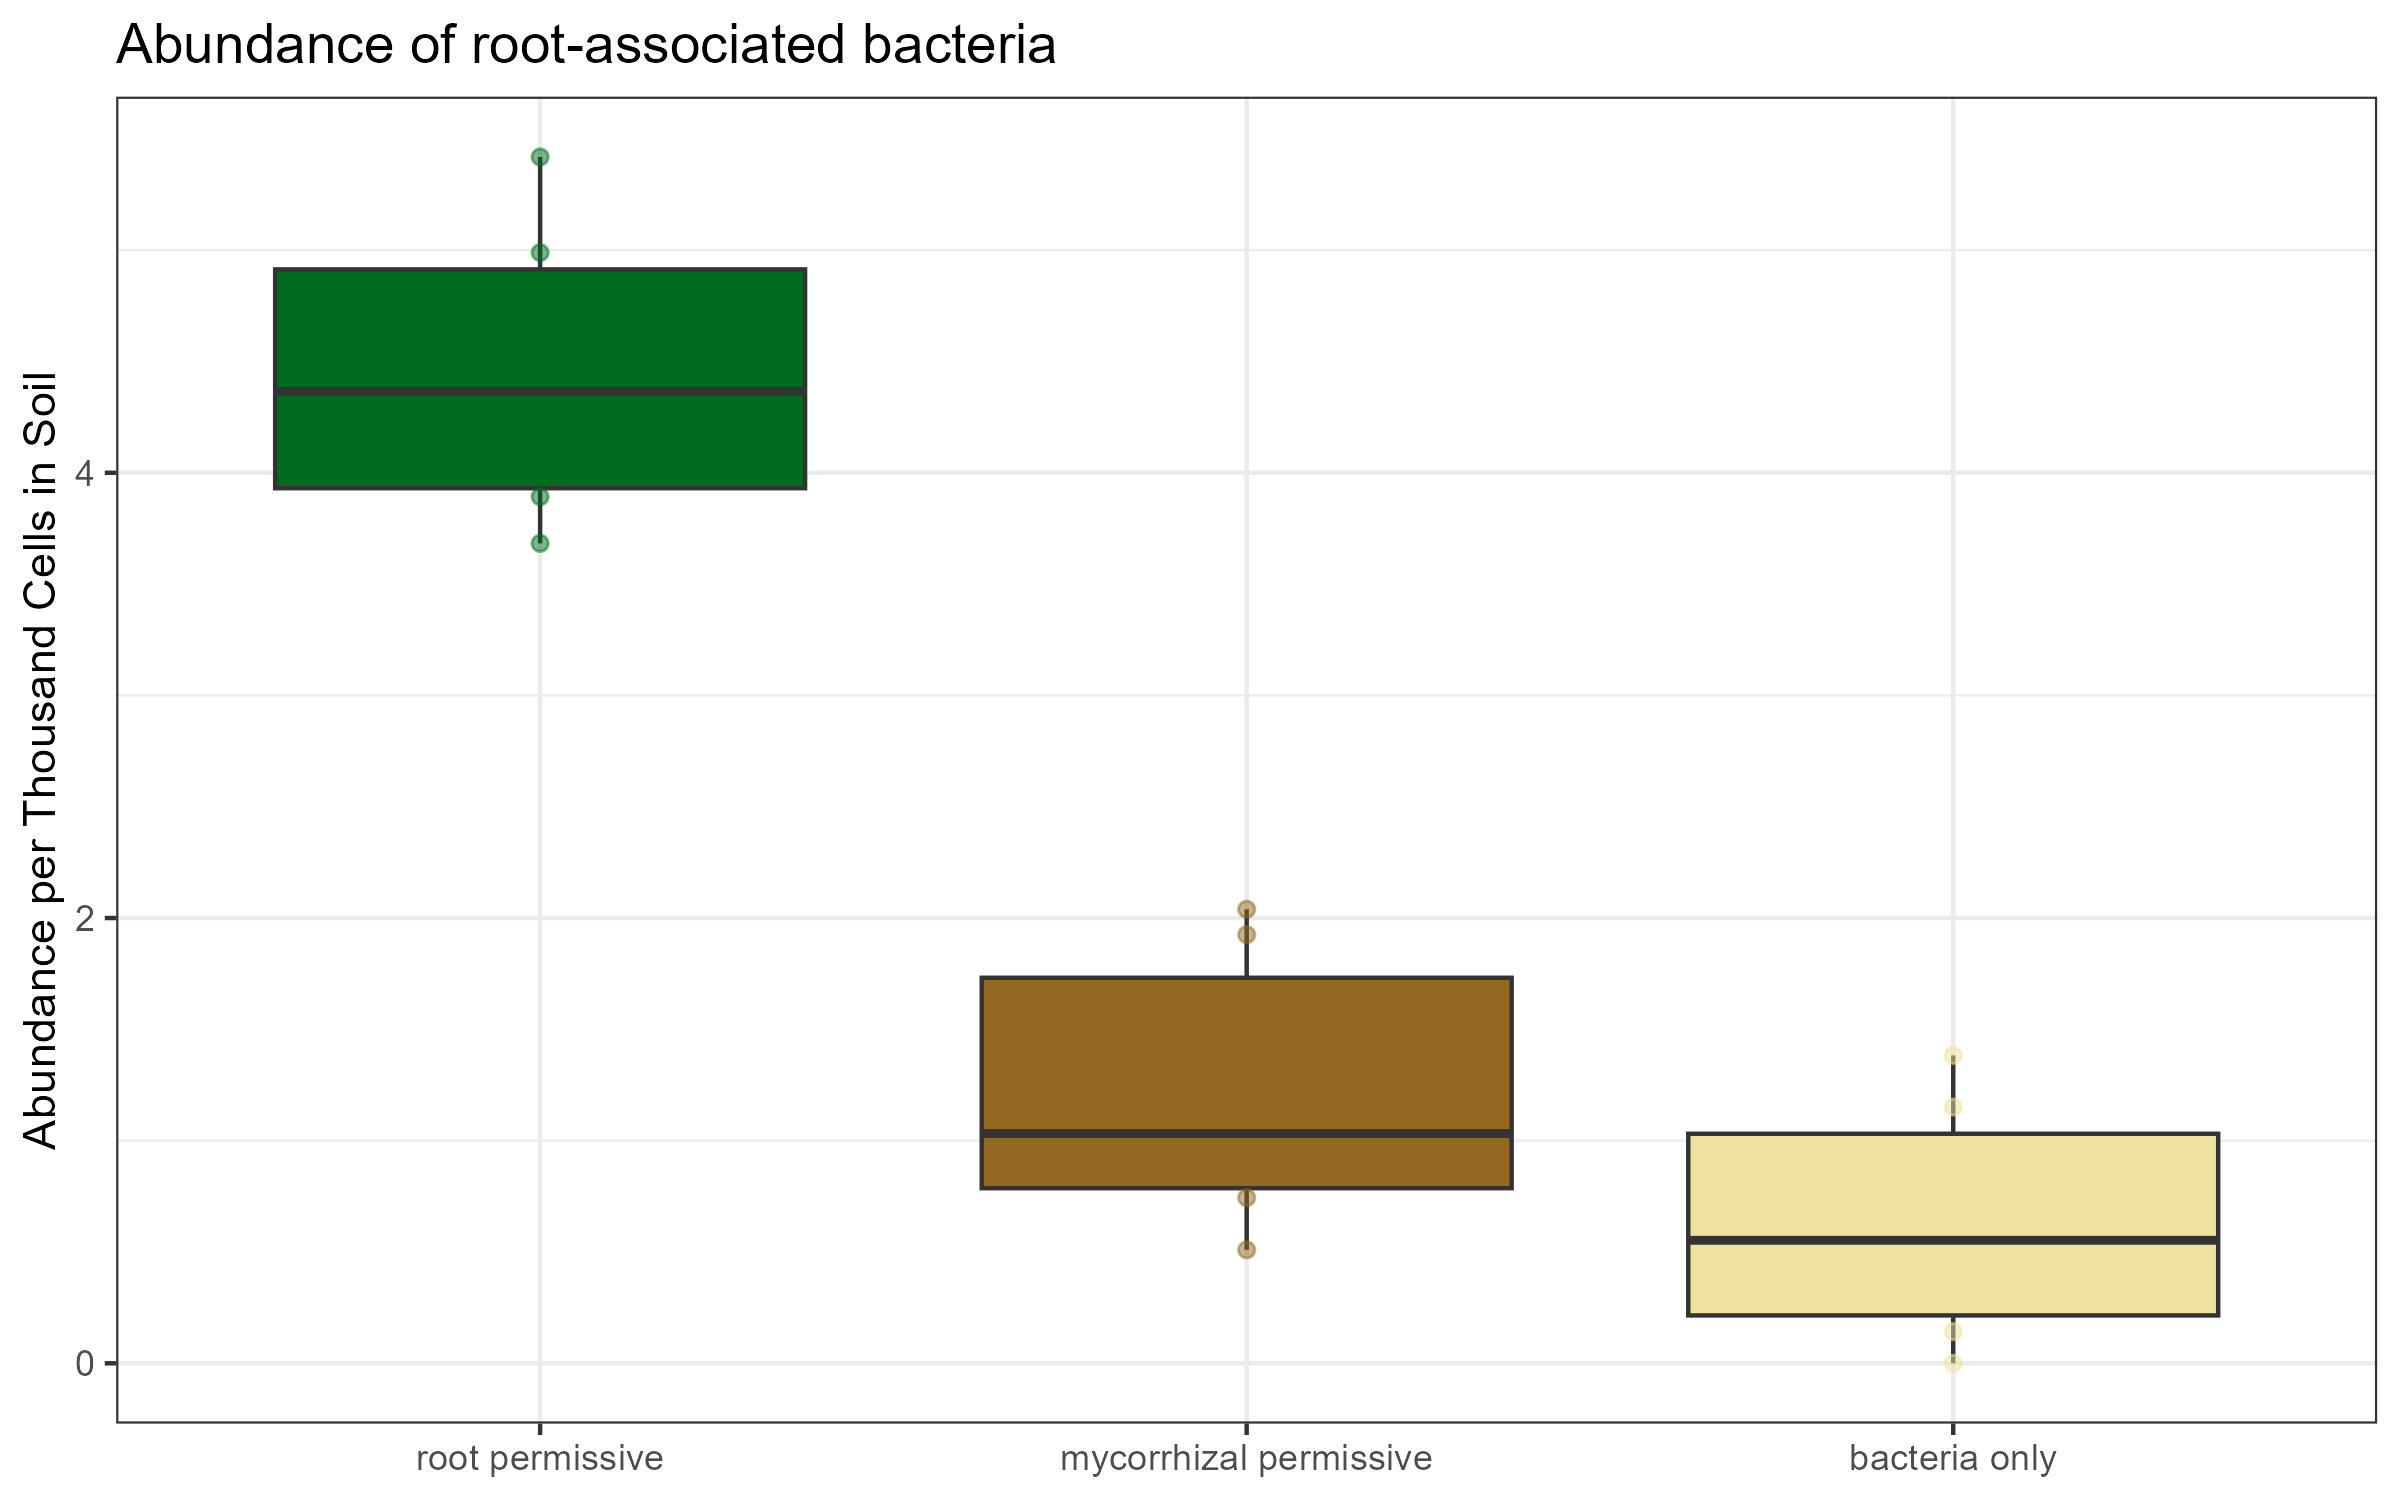 Abundance of root-associated bacteria
Abundance per Thousand Cells in Soil
4
2
0
root permissive
mycorrhizal permissive
bacteria only